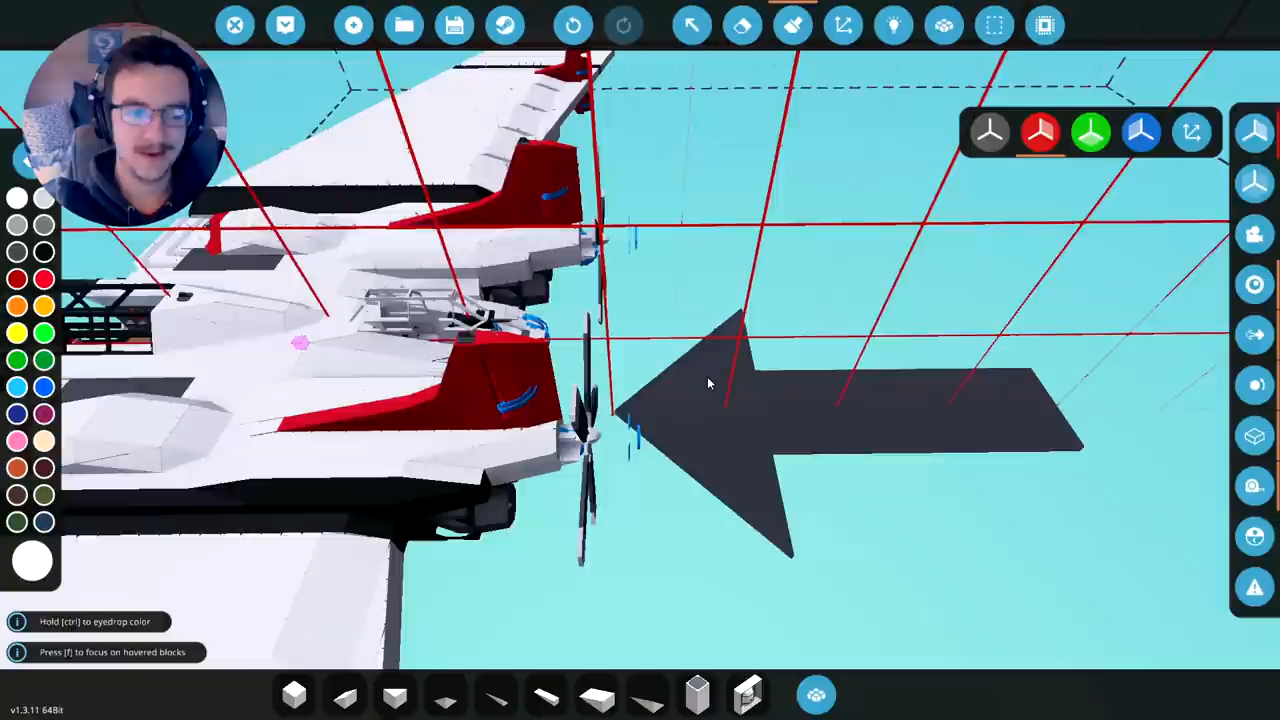 Hold [ctrl] to eyedrop color
Press [f] to focus on hovered blocks
v1.3.11 64Bit